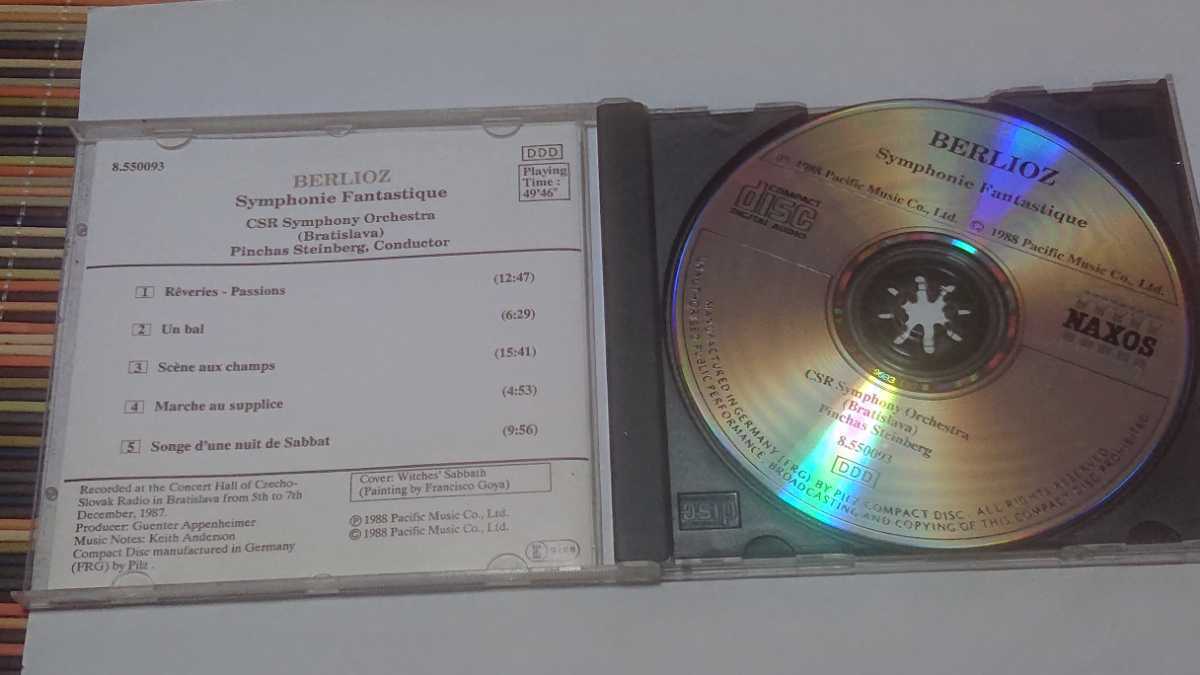 8.550093
DDD
Playing
Time :
49'46"
BERLIOZ
Symphonie Fantastique
CSR Symphony Orchestra
(Bratislava)
Pinchas Steinberg, Conductor
1 Rêveries - Passions (12:47)
2 Un bal (6:29)
3 Scène aux champs (15:41)
4 Marche au supplice (4:53)
5 Songe d'une nuit de Sabbat (9:56)
Recorded at the Concert Hall of Czecho-
Slovak Radio in Bratislava from 5th to 7th
December, 1987.
Producer: Guenter Appenheimer
Music Notes: Keith Anderson
Compact Disc manufactured in Germany
(FRG) by Pilz .
Cover: Witches' Sabbath
(Painting by Francisco Goya)
℗ 1988 Pacific Music Co., Ltd.
© 1988 Pacific Music Co., Ltd.
BERLIOZ
Symphonie Fantastique
℗ 1988 Pacific Music Co., Ltd. © 1988 Pacific Music Co., Ltd.
COMPACT
disc
DIGITAL AUDIO
NAXOS
CSR Symphony Orchestra
(Bratislava)
Pinchas Steinberg
8.550093
DDD
MANUFACTURED IN GERMANY (FRG) BY PILZ COMPACT DISC . ALL RIGHTS RESERVED
UNAUTHORISED PUBLIC PERFORMANCE BROADCASTING AND COPYING OF THIS COMPACT DISC PROHIBITED
disc